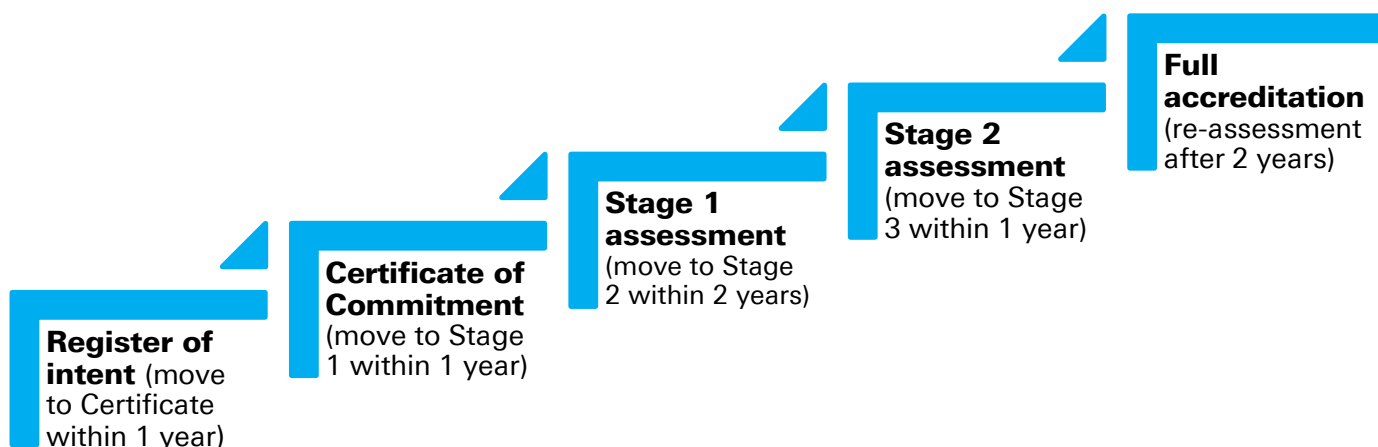 Register of
intent (move
to Certificate
within 1 year)
Certificate of
Commitment
(move to Stage
1 within 1 year)
Stage 1
assessment
(move to Stage
2 within 2 years)
Stage 2
assessment
(move to Stage
3 within 1 year)
Full
accreditation
(re-assessment
after 2 years)